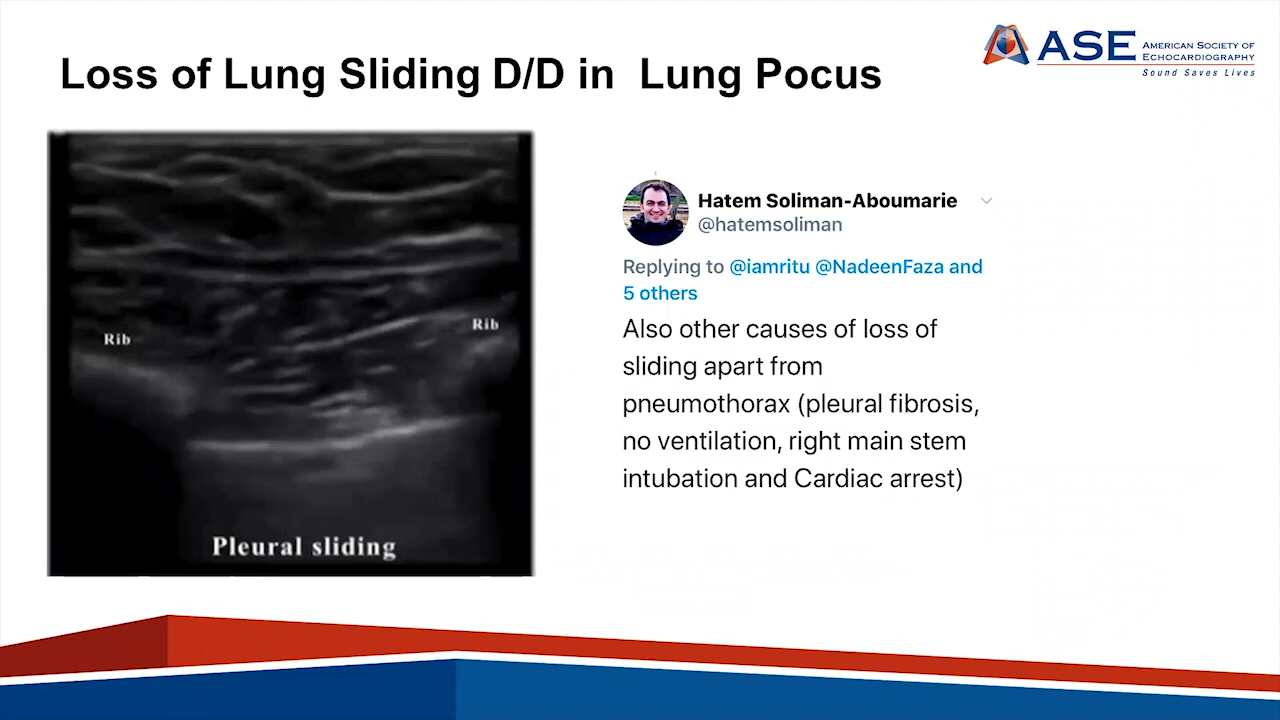 Loss of Lung Sliding D/D in Lung Pocus
ASE AMERICAN SOCIETY OF
ECHOCARDIOGRAPHY
Sound Saves Lives
Rib
Rib
Pleural sliding
Hatem Soliman-Aboumarie
@hatemsoliman
Replying to @iamritu @NadeenFaza and
5 others
Also other causes of loss of
sliding apart from
pneumothorax (pleural fibrosis,
no ventilation, right main stem
intubation and Cardiac arrest)